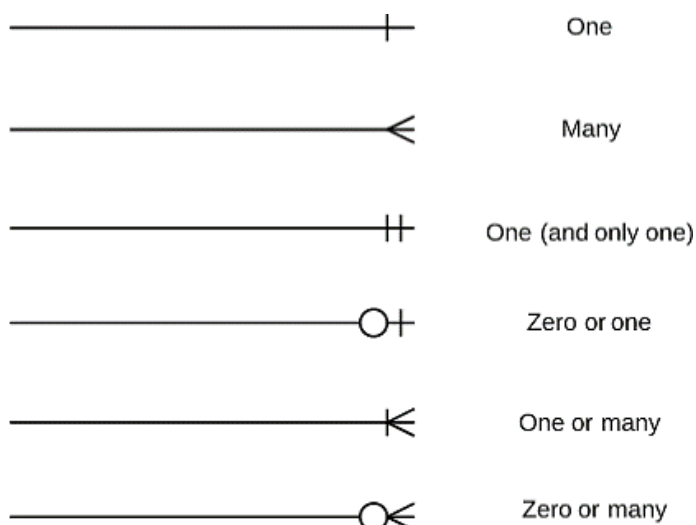 One
Many
One (and only one)
Zero or one
One or many
Zero or many